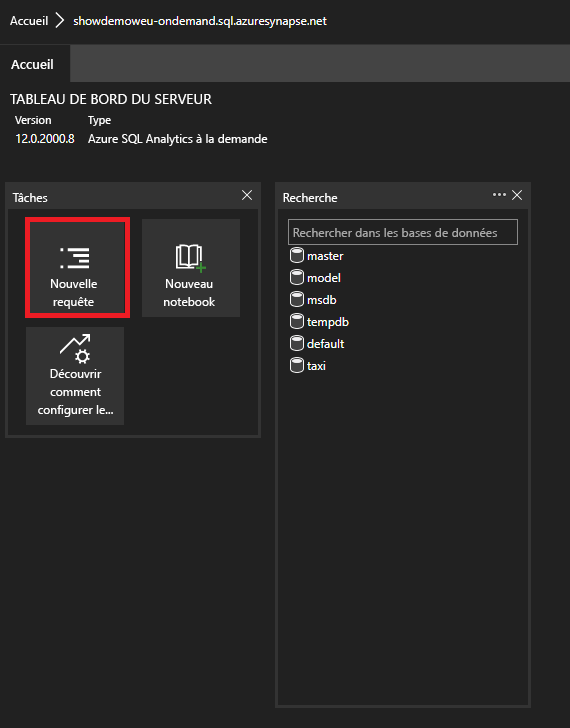 Accueil > showdemoweu-ondemand.sql.azuresynapse.net
Accueil
TABLEAU DE BORD DU SERVEUR
Version Type
12.0.2000.8 Azure SQL Analytics à la demande
Tâches
Nouvelle
requête
Nouveau
notebook
Découvrir
comment
configurer le...
Recherche
Rechercher dans les bases de données
master
model
msdb
tempdb
default
taxi